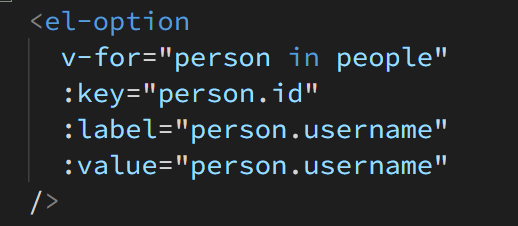 <el-option
v-for="person in people"
:key="person.id"
:label="person.username"
:value="person.username"
/>